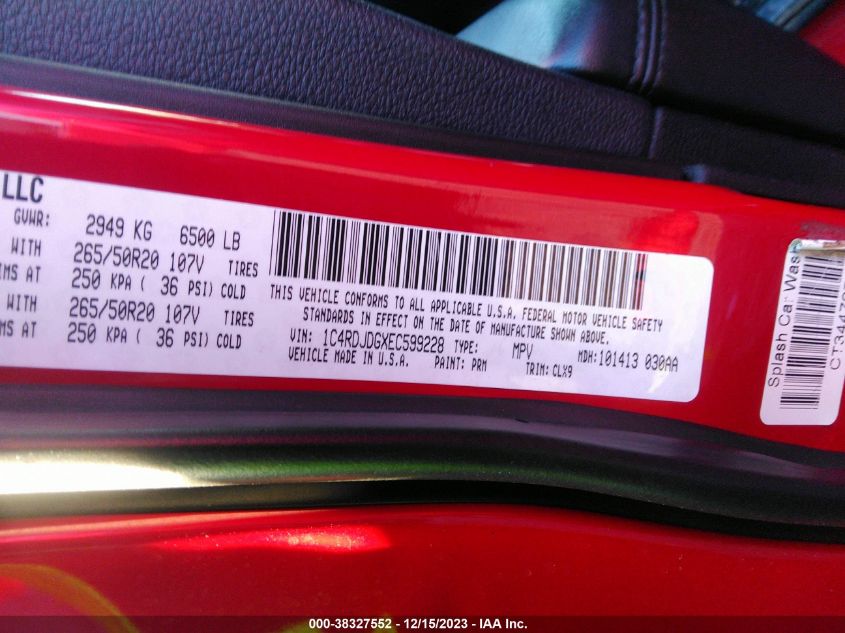 LLC
GVWR: 2949 KG 6500 LB
WITH 265/50R20 107V TIRES
IMS AT 250 KPA ( 36 PSI) COLD
WITH 265/50R20 107V TIRES
IMS AT 250 KPA ( 36 PSI) COLD
THIS VEHICLE CONFORMS TO ALL APPLICABLE U.S.A. FEDERAL MOTOR VEHICLE SAFETY
STANDARDS IN EFFECT ON THE DATE OF MANUFACTURE SHOWN ABOVE.
VIN: 1C4RDJDGXEC599228 TYPE: MPV MDH: 101413 030AA
VEHICLE MADE IN U.S.A. PAINT: PRM TRIM: CLX9
Splash Car Wash
000-38327552 / 12/15/2023 - IAA Inc.